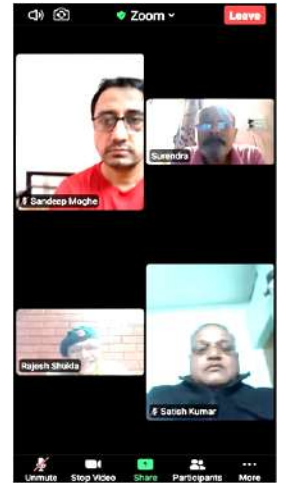 Zoom
Leave
Sandeep Moghe
Surendra
Rajesh Shukla
Satish Kumar
Unmute Stop Video Share Participants More